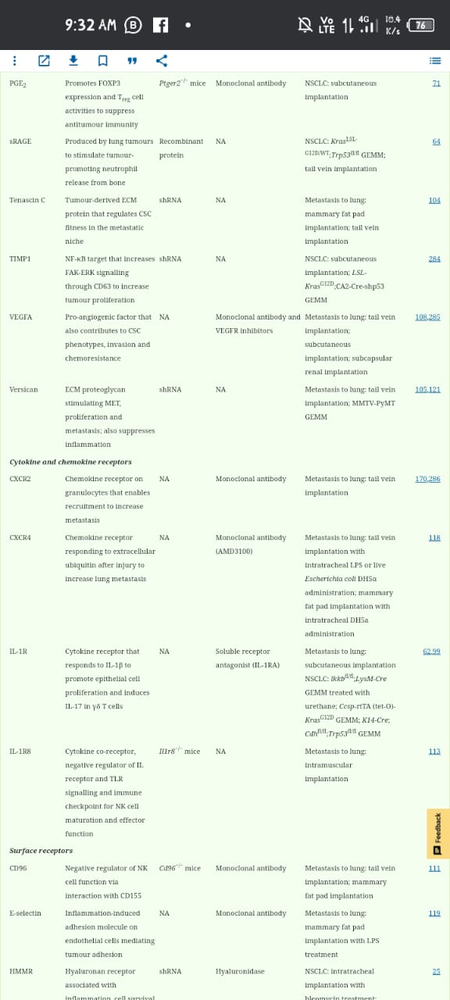 9:32 AM
Vo LTE 4G 10.4 K/s 76
PGE2 Promotes FOXP3 Ptger2−/− mice Monoclonal antibody NSCLC: subcutaneous 71
expression and Treg cell implantation
activities to suppress
antitumour immunity
sRAGE Produced by lung tumours Recombinant NA NSCLC: KrasLSL- 64
to stimulate tumour- protein G12D/WT;Trp53fl/fl GEMM;
promoting neutrophil tail vein implantation
release from bone
Tenascin C Tumour-derived ECM shRNA NA Metastasis to lung: 104
protein that regulates CSC mammary fat pad
fitness in the metastatic implantation; tail vein
niche implantation
TIMP1 NF-κB target that increases shRNA NA NSCLC: subcutaneous 284
FAK-ERK signalling implantation; LSL-
through CD63 to increase KrasG12D;CA2-Cre-shp53
tumour proliferation GEMM
VEGFA Pro-angiogenic factor that NA Monoclonal antibody and Metastasis to lung: tail vein 108,285
also contributes to CSC VEGFR inhibitors implantation;
phenotypes, invasion and subcutaneous
chemoresistance implantation; subcapsular
renal implantation
Versican ECM proteoglycan shRNA NA Metastasis to lung: tail vein 105,121
stimulating MET, implantation; MMTV-PyMT
proliferation and GEMM
metastasis; also suppresses
inflammation
Cytokine and chemokine receptors
CXCR2 Chemokine receptor on NA Monoclonal antibody Metastasis to lung: tail vein 170,286
granulocytes that enables implantation
recruitment to increase
metastasis
CXCR4 Chemokine receptor NA Monoclonal antibody Metastasis to lung: tail vein 118
responding to extracellular (AMD3100) implantation with
ubiquitin after injury to intratracheal LPS or live
increase lung metastasis Escherichia coli DH5α
administration; mammary
fat pad implantation with
intratracheal DH5a
administration
IL-1R Cytokine receptor that NA Soluble receptor Metastasis to lung: 62,99
responds to IL-1β to antagonist (IL-1RA) subcutaneous implantation
promote epithelial cell NSCLC: Ikkbfl/fl;LysM-Cre
proliferation and induces GEMM treated with
IL-17 in γδ T cells urethane; Ccsp-rtTA (tet-O)-
KrasG12D GEMM; K14-Cre;
Cdhfl/fl;Trp53fl/fl GEMM
IL-1R8 Cytokine co-receptor, Il1r8−/− mice NA Metastasis to lung: 113
negative regulator of IL intramuscular
receptor and TLR implantation
signalling and immune
checkpoint for NK cell
maturation and effector
function
Feedback
Surface receptors
CD96 Negative regulator of NK Cd96−/− mice Monoclonal antibody Metastasis to lung: tail vein 111
cell function via implantation; mammary
interaction with CD155 fat pad implantation
E-selectin Inflammation-induced NA Monoclonal antibody Metastasis to lung: 119
adhesion molecule on mammary fat pad
endothelial cells mediating implantation with LPS
tumour adhesion treatment
HMMR Hyaluronan receptor shRNA Hyaluronidase NSCLC: intratracheal 25
associated with implantation with
inflammation, cell survival bleomycin treatment;